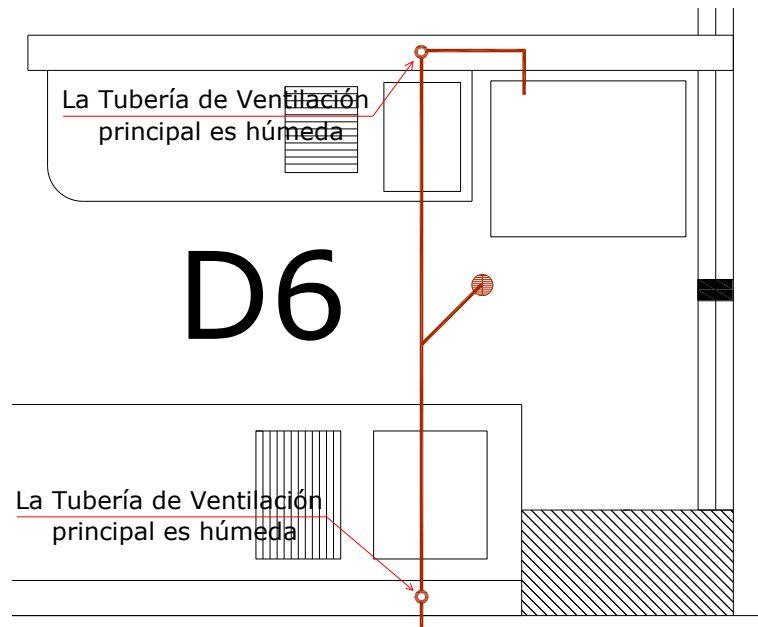 La Tubería de Ventilación
principal es húmeda
D6
La Tubería de Ventilación
principal es húmeda